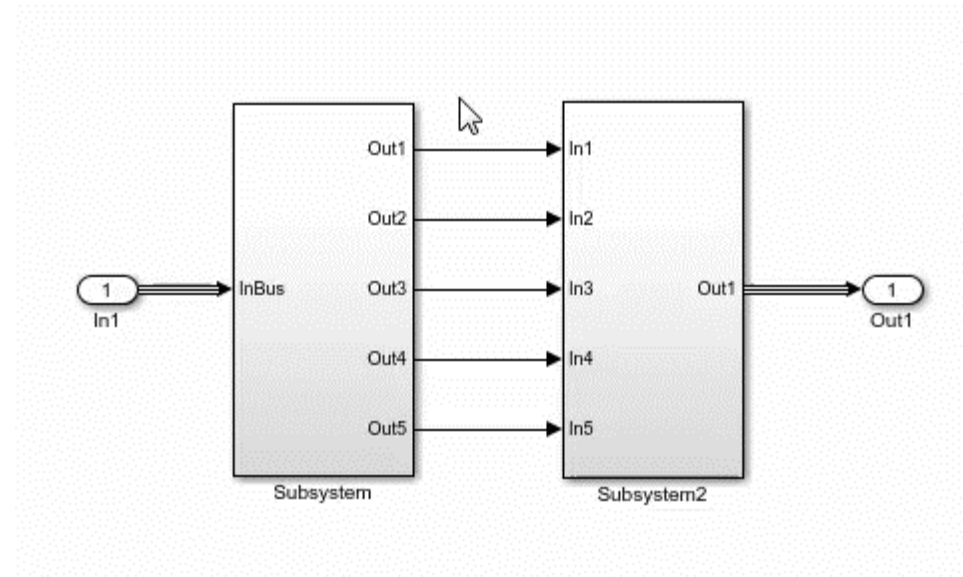 Out1
In1
Out2
In2
1
InBus
Out3
In3
Out1
1
In1
Out1
Out4
In4
Out5
In5
Subsystem
Subsystem2